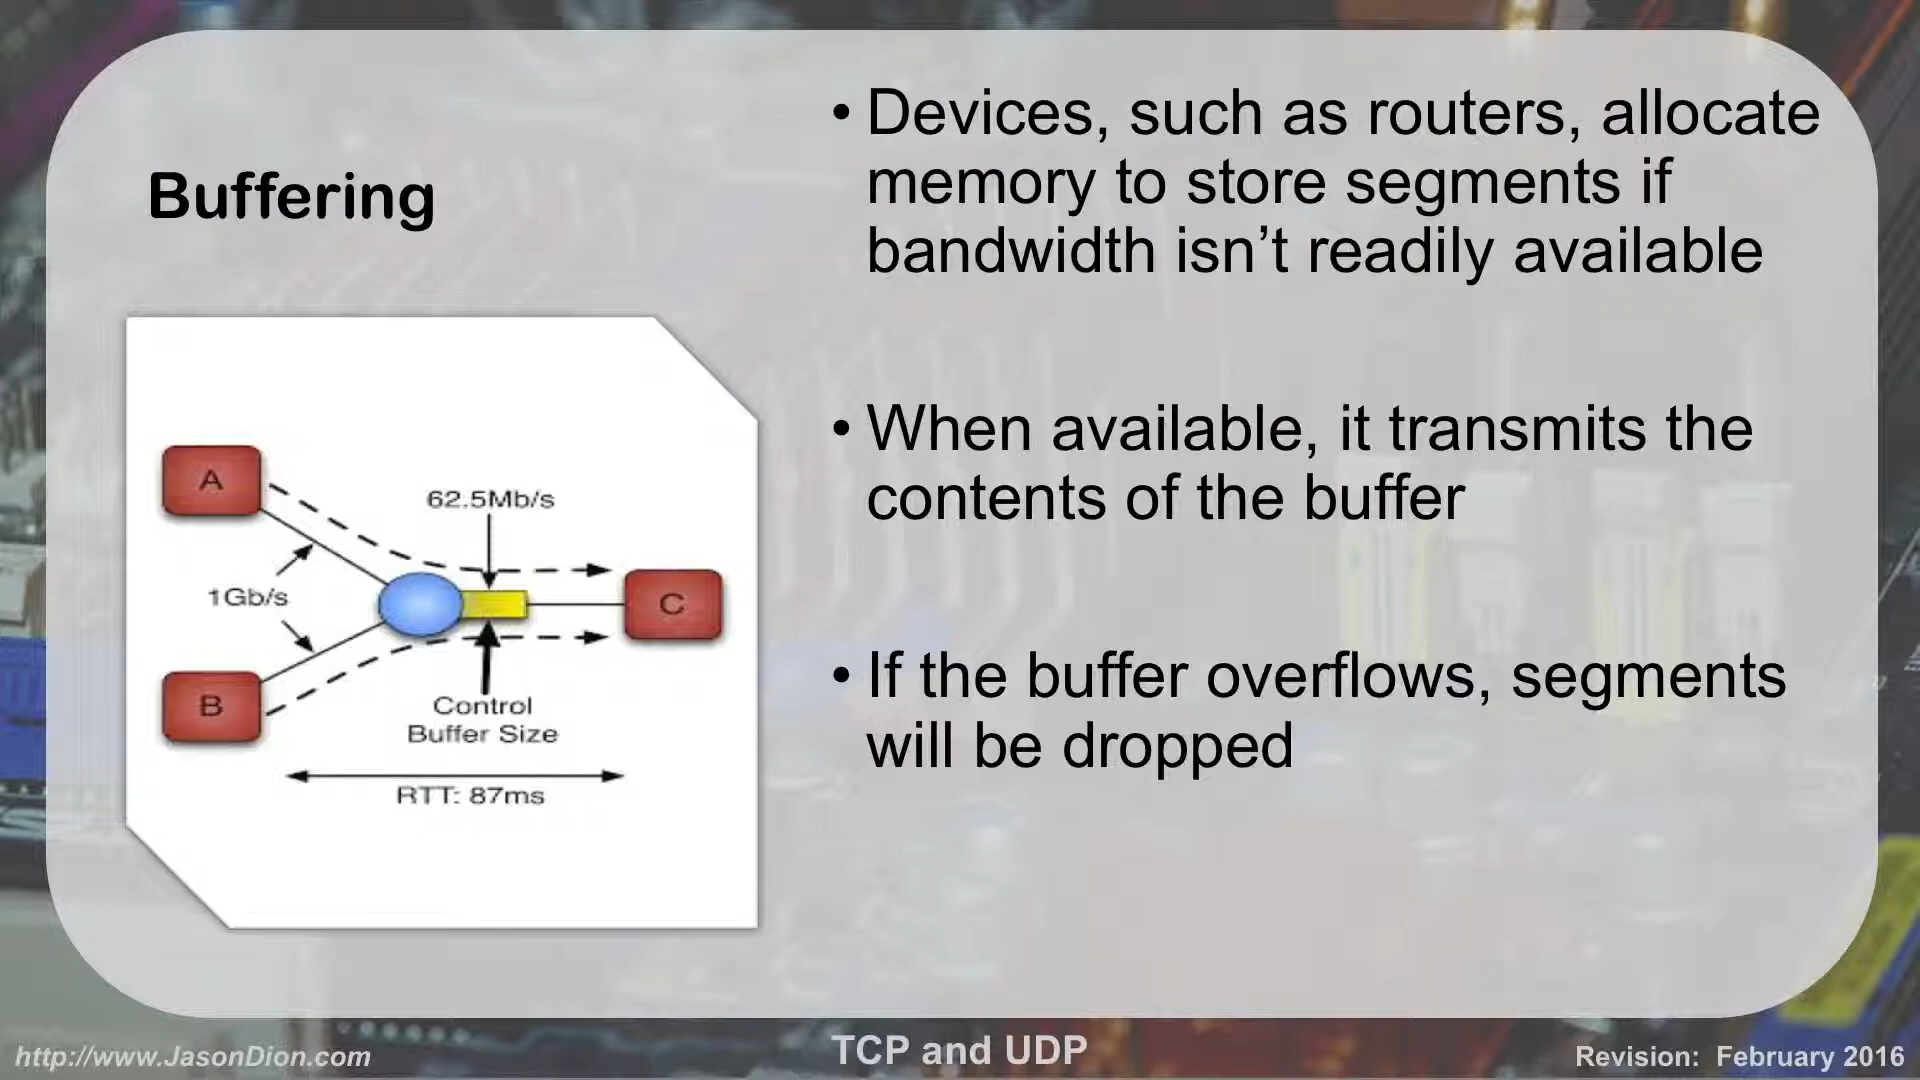 Buffering
• Devices, such as routers, allocate
memory to store segments if
bandwidth isn’t readily available
• When available, it transmits the
contents of the buffer
• If the buffer overflows, segments
will be dropped
A
62.5Mb/s
1Gb/s
C
B
Control
Buffer Size
RTT: 87ms
http://www.JasonDion.com
TCP and UDP
Revision: February 2016